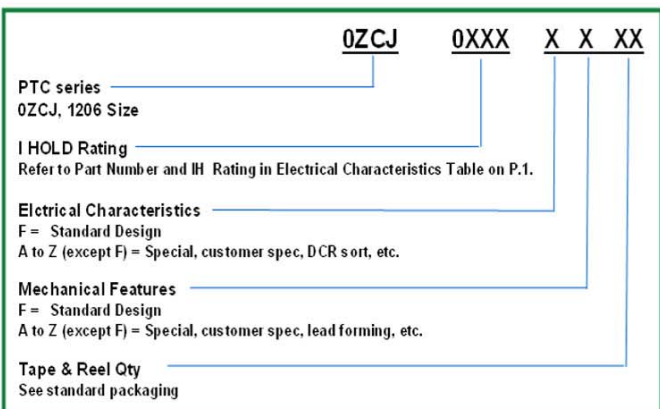 0ZCJ 0XXX X X XX
PTC series
0ZCJ, 1206 Size
I HOLD Rating
Refer to Part Number and IH Rating in Electrical Characteristics Table on P.1.
Elctrical Characteristics
F = Standard Design
A to Z (except F) = Special, customer spec, DCR sort, etc.
Mechanical Features
F = Standard Design
A to Z (except F) = Special, customer spec, lead forming, etc.
Tape & Reel Qty
See standard packaging